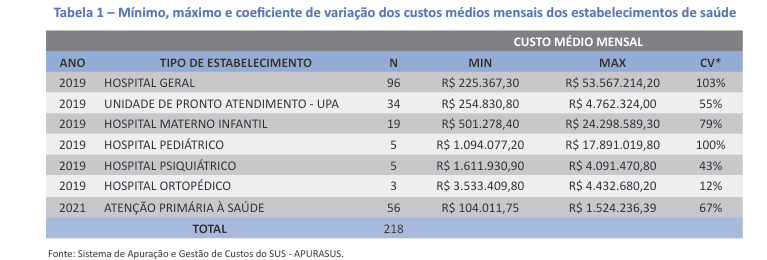 Tabela 1 – Mínimo, máximo e coeficiente de variação dos custos médios mensais dos estabelecimentos de saúde
CUSTO MÉDIO MENSAL
ANO TIPO DE ESTABELECIMENTO N MIN MAX CV*
2019 HOSPITAL GERAL 96 R$ 225.367,30 R$ 53.567.214,20 103%
2019 UNIDADE DE PRONTO ATENDIMENTO - UPA 34 R$ 254.830,80 R$ 4.762.324,00 55%
2019 HOSPITAL MATERNO INFANTIL 19 R$ 501.278,40 R$ 24.298.589,30 79%
2019 HOSPITAL PEDIÁTRICO 5 R$ 1.094.077,20 R$ 17.891.019,80 100%
2019 HOSPITAL PSIQUIÁTRICO 5 R$ 1.611.930,90 R$ 4.091.470,80 43%
2019 HOSPITAL ORTOPÉDICO 3 R$ 3.533.409,80 R$ 4.432.680,20 12%
2021 ATENÇÃO PRIMÁRIA À SAÚDE 56 R$ 104.011,75 R$ 1.524.236,39 67%
TOTAL 218
Fonte: Sistema de Apuração e Gestão de Custos do SUS - APURASUS.